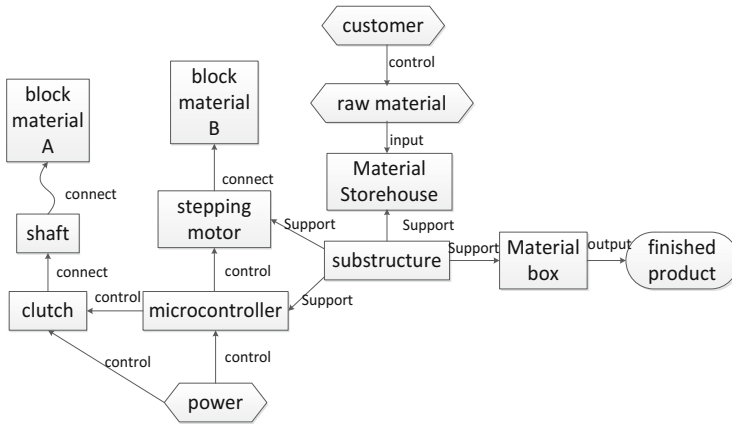 customer
control
raw material
input
Material
Storehouse
block
material
A
block
material
B
connect
connect
stepping
motor
Support
Support
shaft
substructure
Support
Material
box
output
finished
product
connect
control
Support
clutch
control
microcontroller
control
control
power